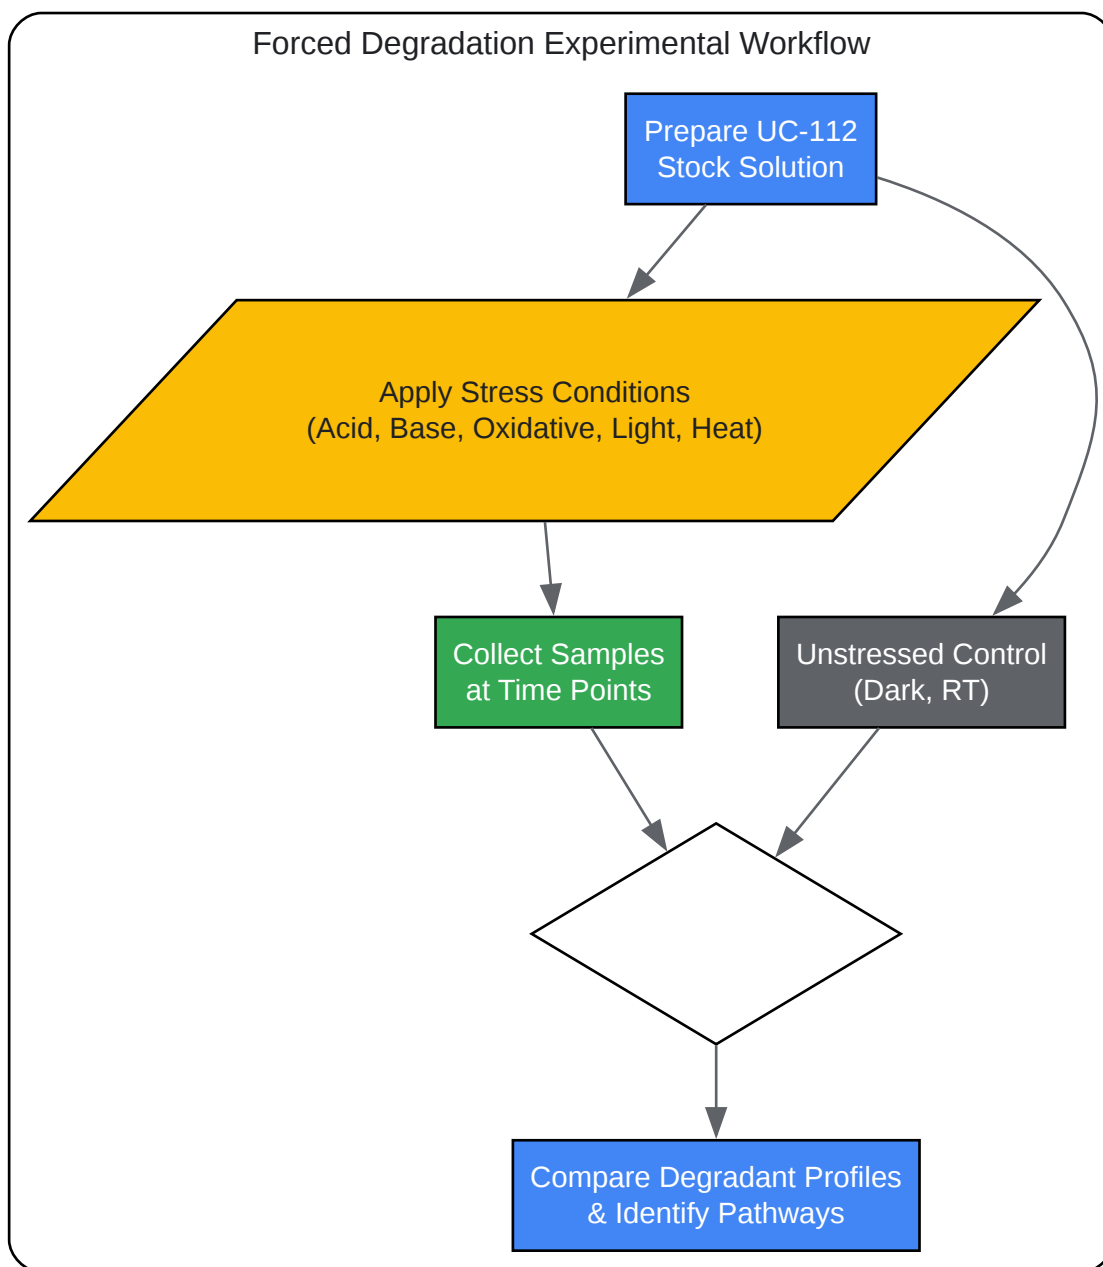 Forced Degradation Experimental Workflow
Prepare UC-112
Stock Solution
Apply Stress Conditions
(Acid, Base, Oxidative, Light, Heat)
Collect Samples
at Time Points
Unstressed Control
(Dark, RT)
Compare Degradant Profiles
& Identify Pathways